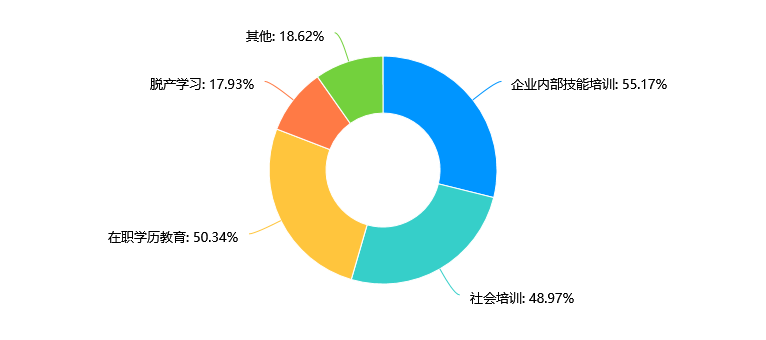 其他: 18.62%
脱产学习: 17.93%
企业内部技能培训: 55.17%
在职学历教育: 50.34%
社会培训: 48.97%